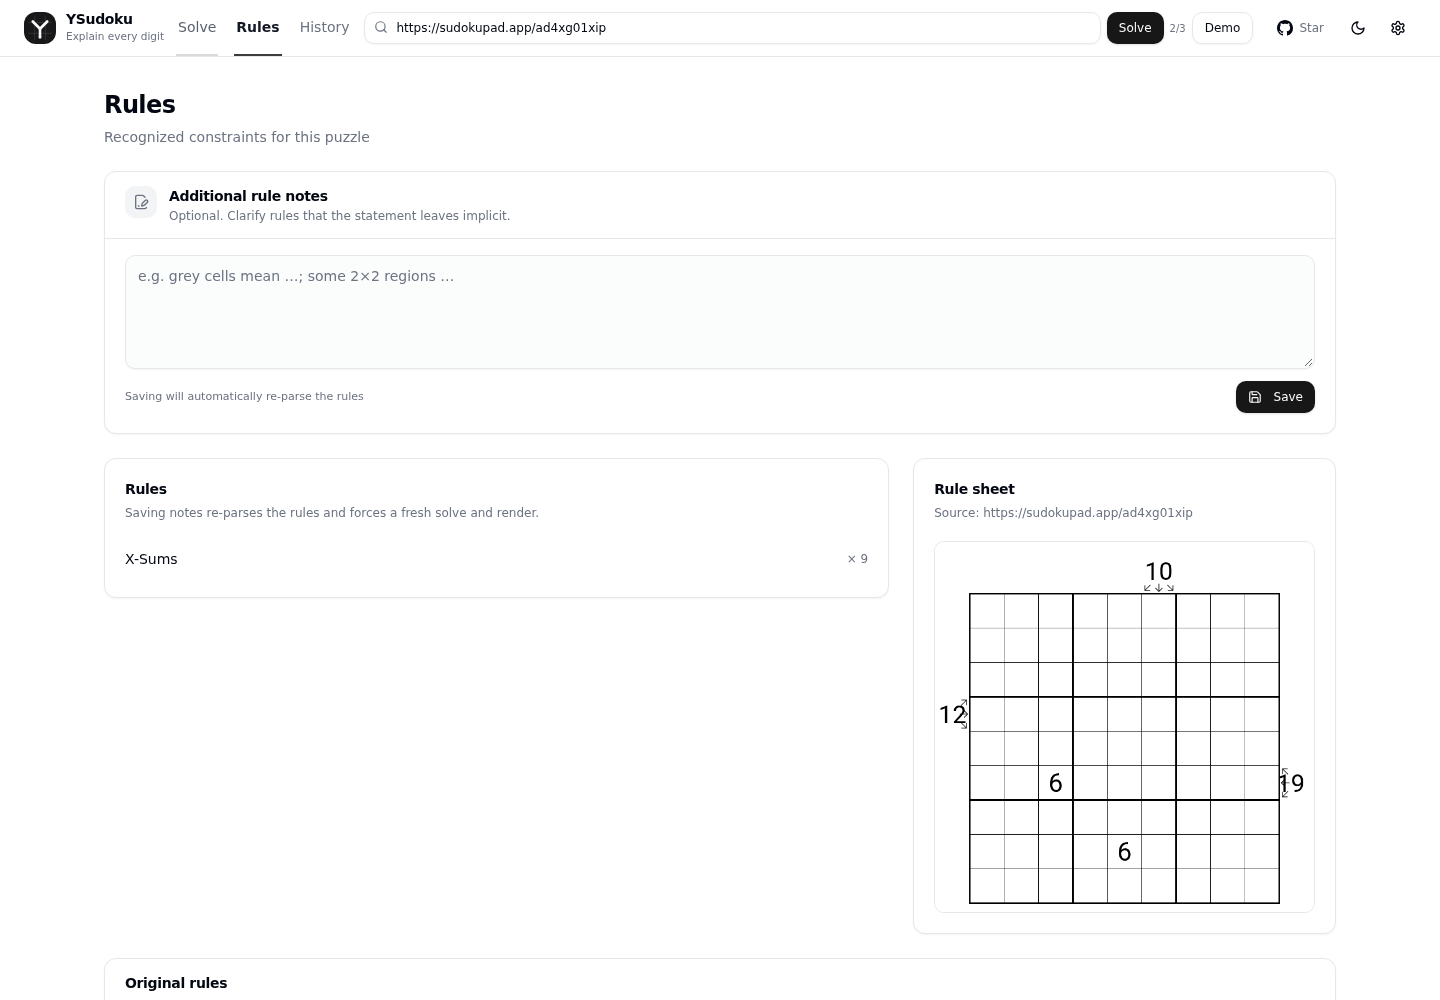 YSudoku
Explain every digit
Solve
Rules
History
https://sudokupad.app/ad4xg01xip
Solve
2/3
Demo
Star
Rules
Recognized constraints for this puzzle
Additional rule notes
Optional. Clarify rules that the statement leaves implicit.
e.g. grey cells mean …; some 2×2 regions …
Saving will automatically re-parse the rules
Save
Rules
Saving notes re-parses the rules and forces a fresh solve and render.
X-Sums
× 9
Rule sheet
Source: https://sudokupad.app/ad4xg01xip
10
12
6
19
6
Original rules